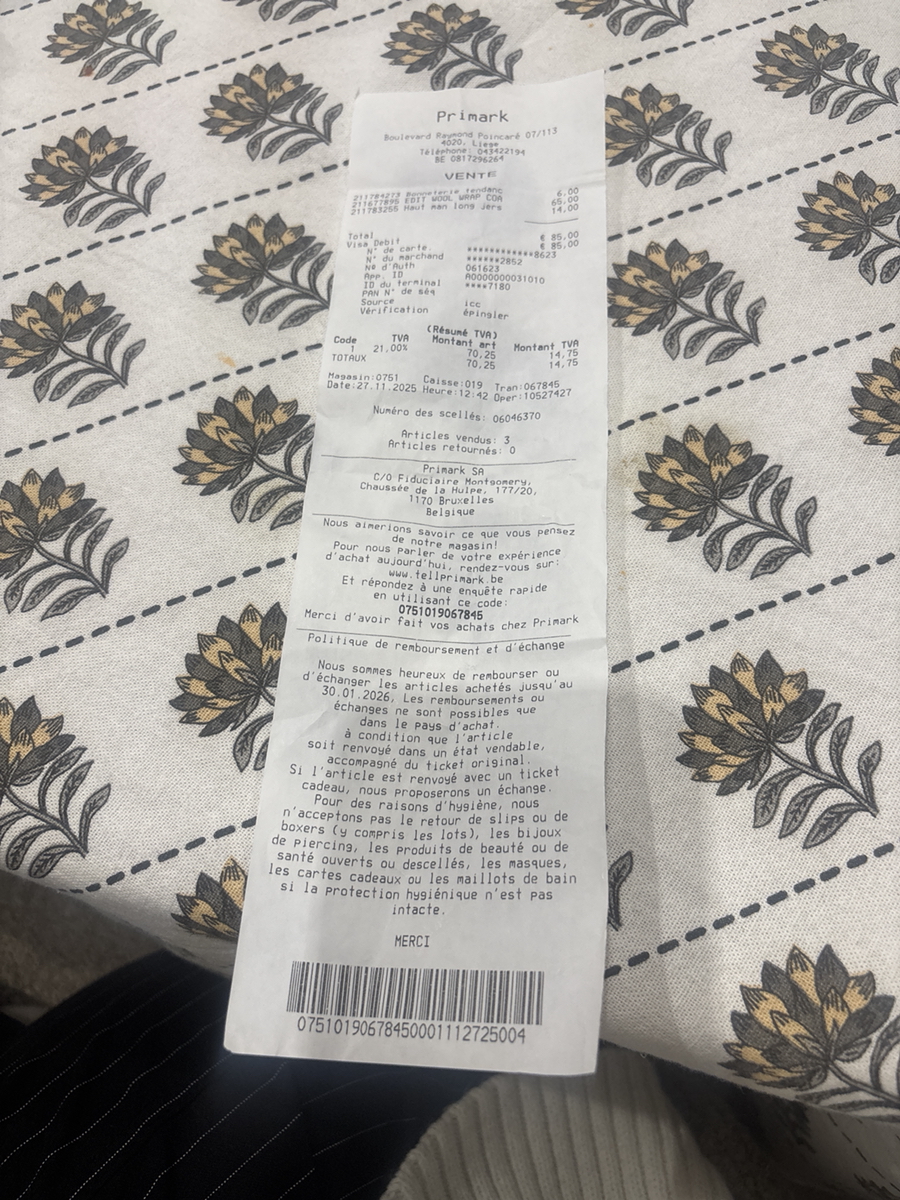 Primark
Boulevard Raymond Poincaré 07/113
4020, Liege
Téléphone: 043422194
BE 0817296264
VENTE
211784273 Bonneterie tendanc 6,00
211677895 EDIT WOOL WRAP COA 65,00
211783255 Haut man long jers 14,00
Total € 85,00
Visa Debit € 85,00
N° de carte. ************8623
N° du marchand ******2852
Nº d'Auth 061623
App. ID A0000000031010
ID du terminal ****7180
PAN N° de séq
Source icc
Vérification épingler
(Résumé TVA)
Code TVA Montant art Montant TVA
1 21,00% 70,25 14,75
TOTAUX 70,25 14,75
Magasin:0751 Caisse:019 Tran:067845
Date:27.11.2025 Heure:12:42 Oper:10527427
Numéro des scellés: 06046370
Articles vendus: 3
Articles retournés: 0
Primark SA
C/O Fiduciaire Montgomery,
Chaussée de la Hulpe, 177/20,
1170 Bruxelles
Belgique
Nous aimerions savoir ce que vous pensez
de notre magasin!
Pour nous parler de votre expérience
d'achat aujourd'hui, rendez-vous sur:
www.tellprimark.be
Et répondez à une enquête rapide
en utilisant ce code:
0751019067845
Merci d'avoir fait vos achats chez Primark
Politique de remboursement et d'échange
Nous sommes heureux de rembourser ou
d'échanger les articles achetés jusqu'au
30.01.2026, Les remboursements ou
échanges ne sont possibles que
dans le pays d'achat.
à condition que l'article
soit renvoyé dans un état vendable,
accompagné du ticket original.
Si l'article est renvoyé avec un ticket
cadeau, nous proposerons un échange.
Pour des raisons d'hygiène, nous
n'acceptons pas le retour de slips ou de
boxers (y compris les lots), les bijoux
de piercing, les produits de beauté ou de
santé ouverts ou descellés, les masques,
les cartes cadeaux ou les maillots de bain
si la protection hygiénique n'est pas
intacte.
MERCI
07510190678450001112725004